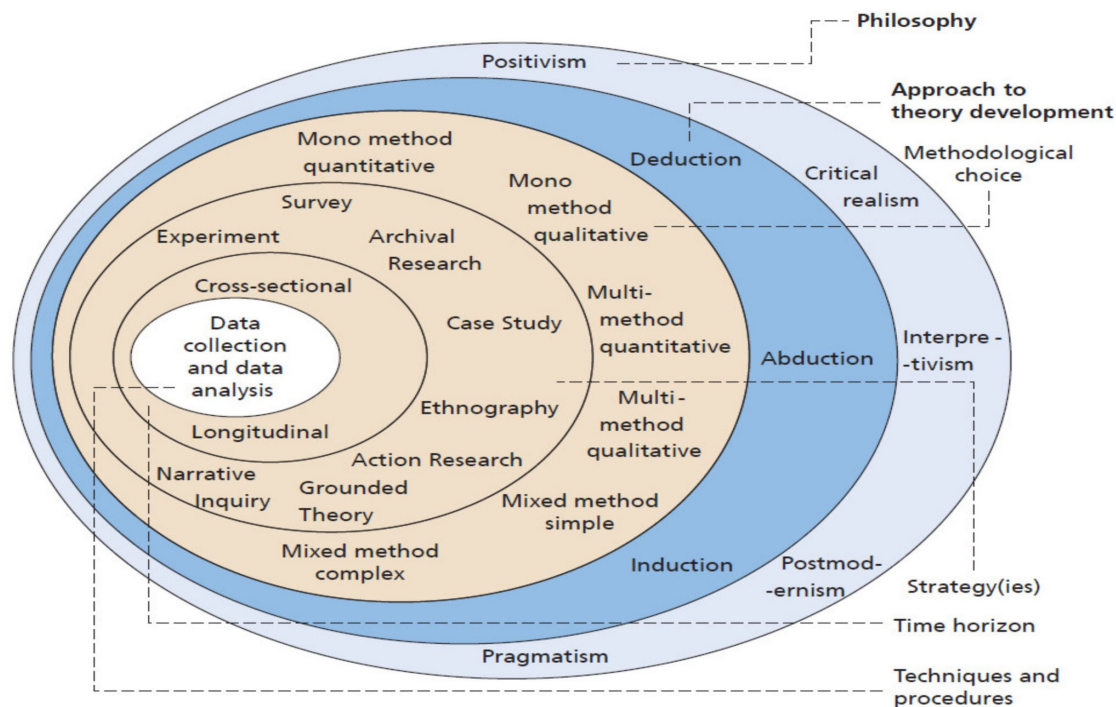 Philosophy
Positivism
Approach to
theory development
Mono method
quantitative
Deduction
Methodological
choice
Critical
realism
Mono
method
qualitative
Survey
Experiment
Archival
Research
Cross-sectional
Data
collection
and data
analysis
Case Study
Multi-
method
quantitative
Abduction
Interpre -
-tivism
Ethnography
Multi-
method
qualitative
Longitudinal
Action Research
Narrative
Inquiry
Grounded
Theory
Mixed method
simple
Mixed method
complex
Induction
Postmod-
-ernism
Strategy(ies)
Time horizon
Pragmatism
Techniques and
procedures